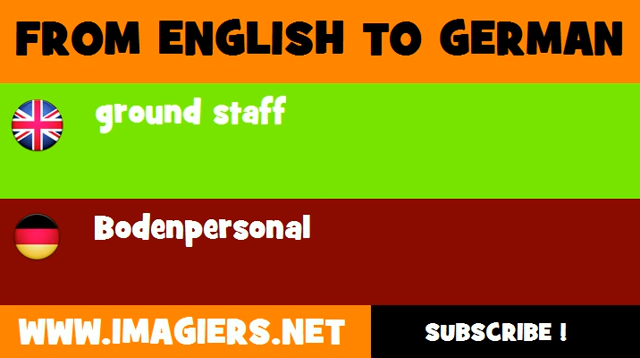 FROM ENGLISH TO GERMAN
ground staff
Bodenpersonal
WWW.IMAGIERS.NET
SUBSCRIBE !